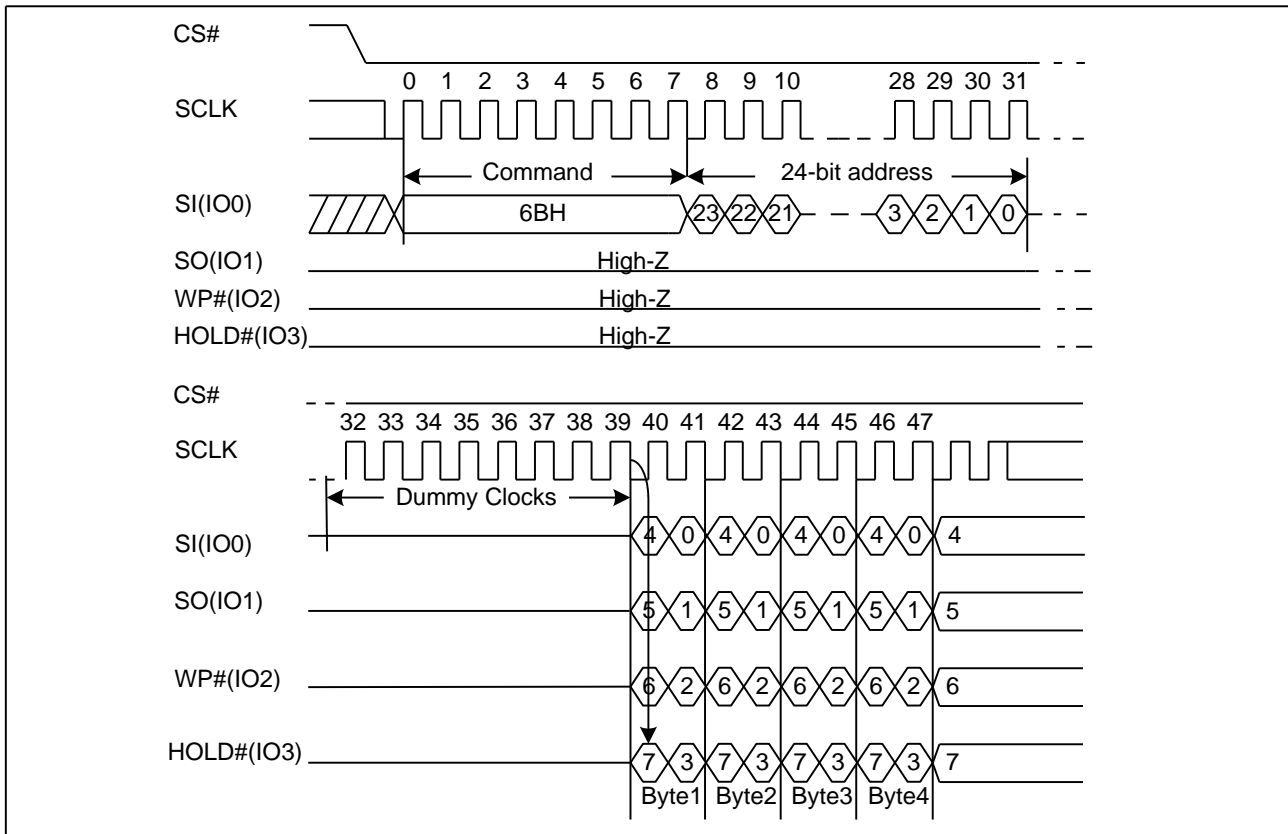 CS#
0 1 2 3 4 5 6 7 8 9 10 28 29 30 31
SCLK
Command 24-bit address
SI(IO0) 6BH 23 22 21 3 2 1 0
SO(IO1) High-Z
WP#(IO2) High-Z
HOLD#(IO3) High-Z
CS#
32 33 34 35 36 37 38 39 40 41 42 43 44 45 46 47
SCLK
Dummy Clocks
SI(IO0) 4 0 4 0 4 0 4 0 4
SO(IO1) 5 1 5 1 5 1 5 1 5
WP#(IO2) 6 2 6 2 6 2 6 2 6
HOLD#(IO3) 7 3 7 3 7 3 7 3 7
Byte1 Byte2 Byte3 Byte4